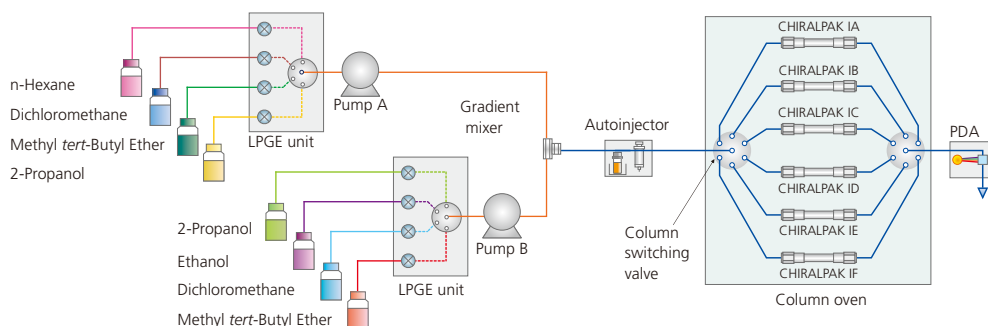 n-Hexane
Dichloromethane
Methyl tert-Butyl Ether
2-Propanol
LPGE unit
Pump A
2-Propanol
Ethanol
Dichloromethane
Methyl tert-Butyl Ether
LPGE unit
Pump B
Gradient
mixer
Autoinjector
Column
switching
valve
CHIRALPAK IA
CHIRALPAK IB
CHIRALPAK IC
CHIRALPAK ID
CHIRALPAK IE
CHIRALPAK IF
Column oven
PDA